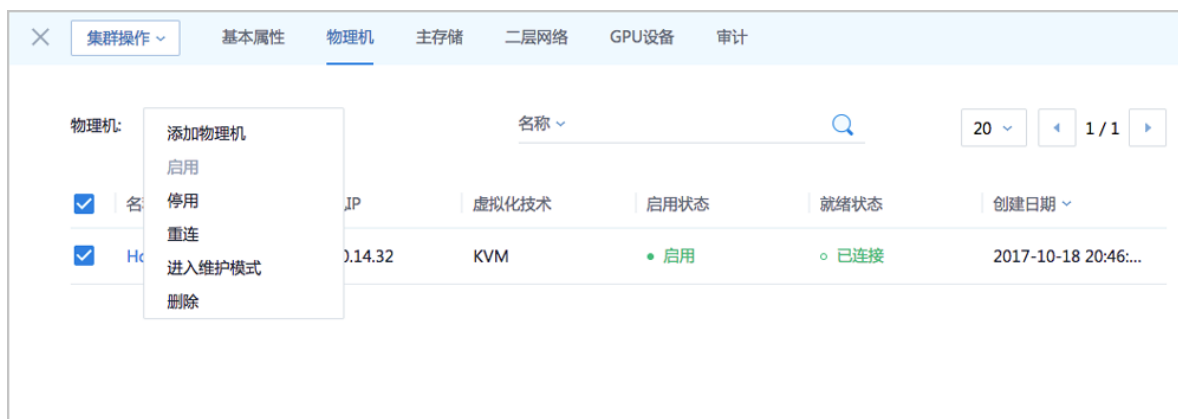 集群操作 基本属性 物理机 主存储 二层网络 GPU设备 审计
物理机: 名称 20 1 / 1
添加物理机
启用
停用
重连
进入维护模式
删除
IP 虚拟化技术 启用状态 就绪状态 创建日期
0.14.32 KVM 启用 已连接 2017-10-18 20:46:...